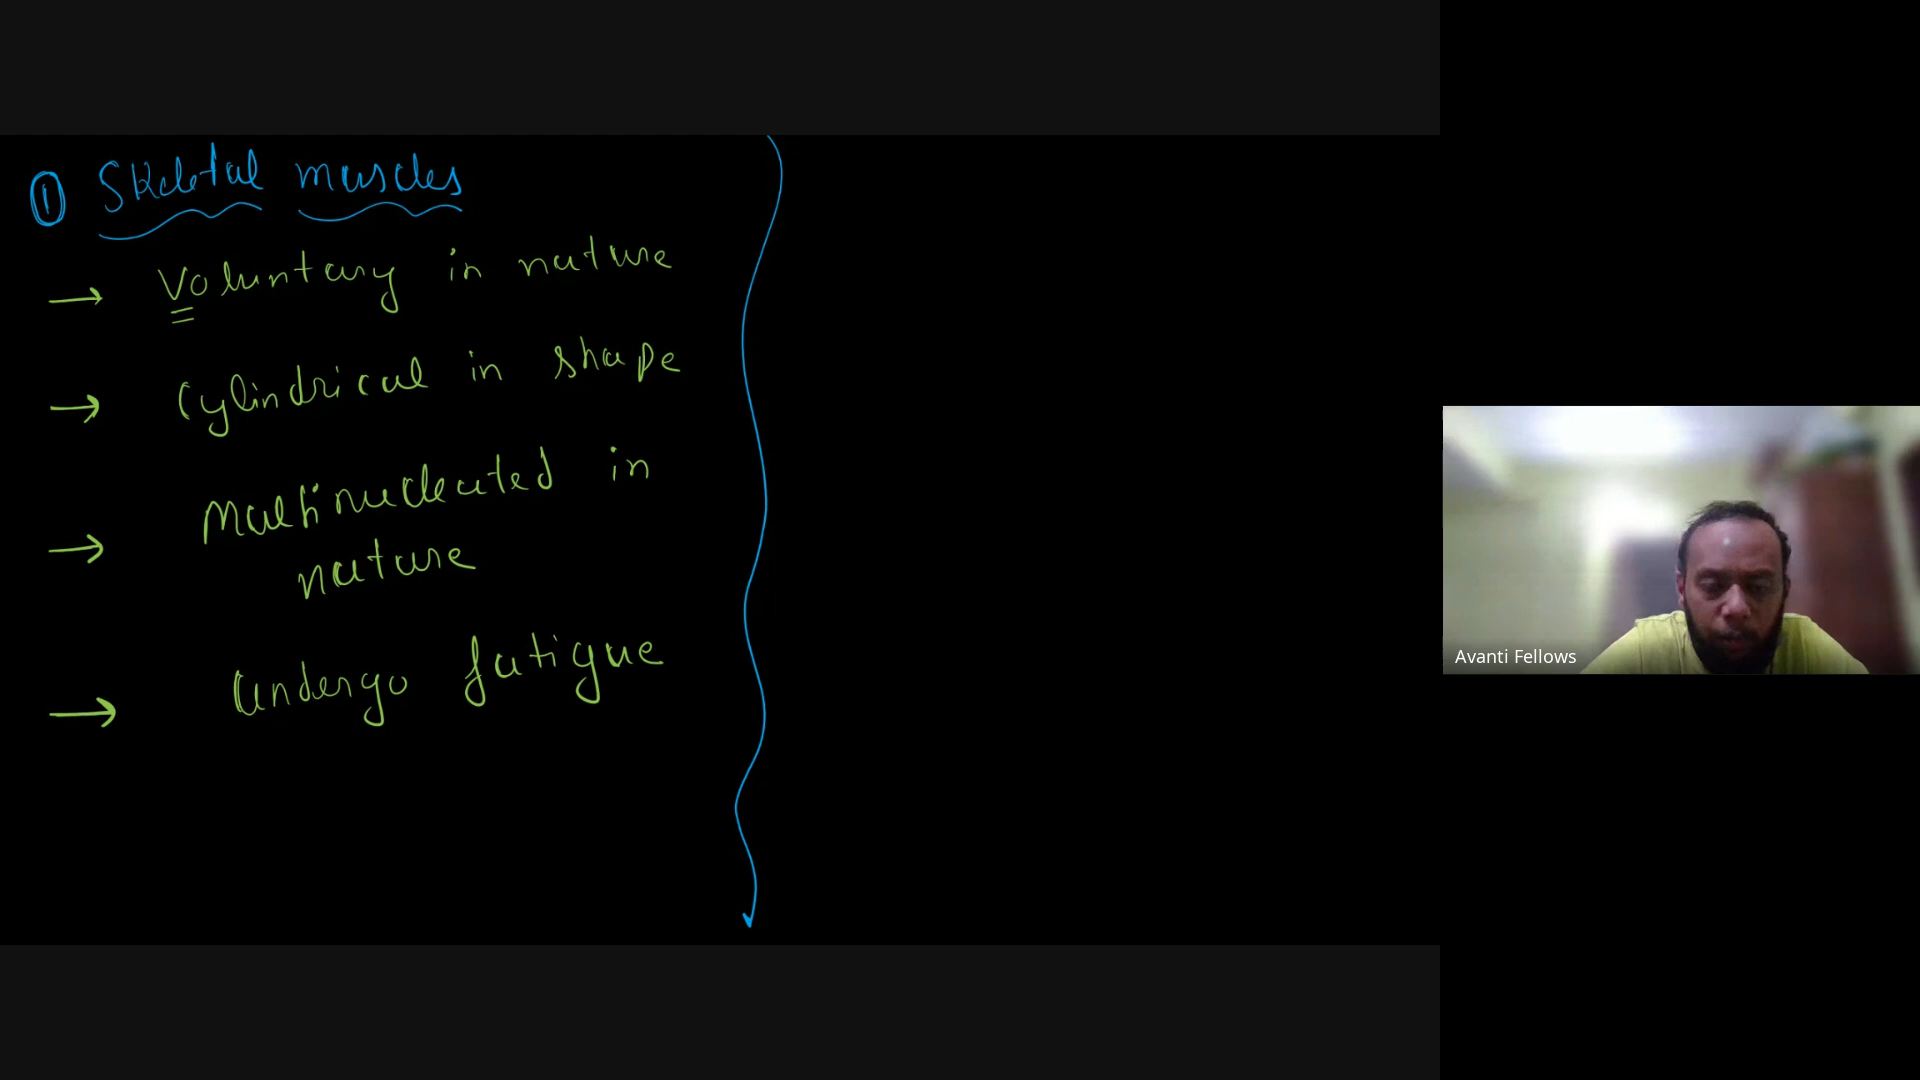 ① Skeletal muscles
→ Voluntary in nature
→ Cylindrical in shape
→ Multinucleated in
nature
→ Undergo fatigue
Avanti Fellows